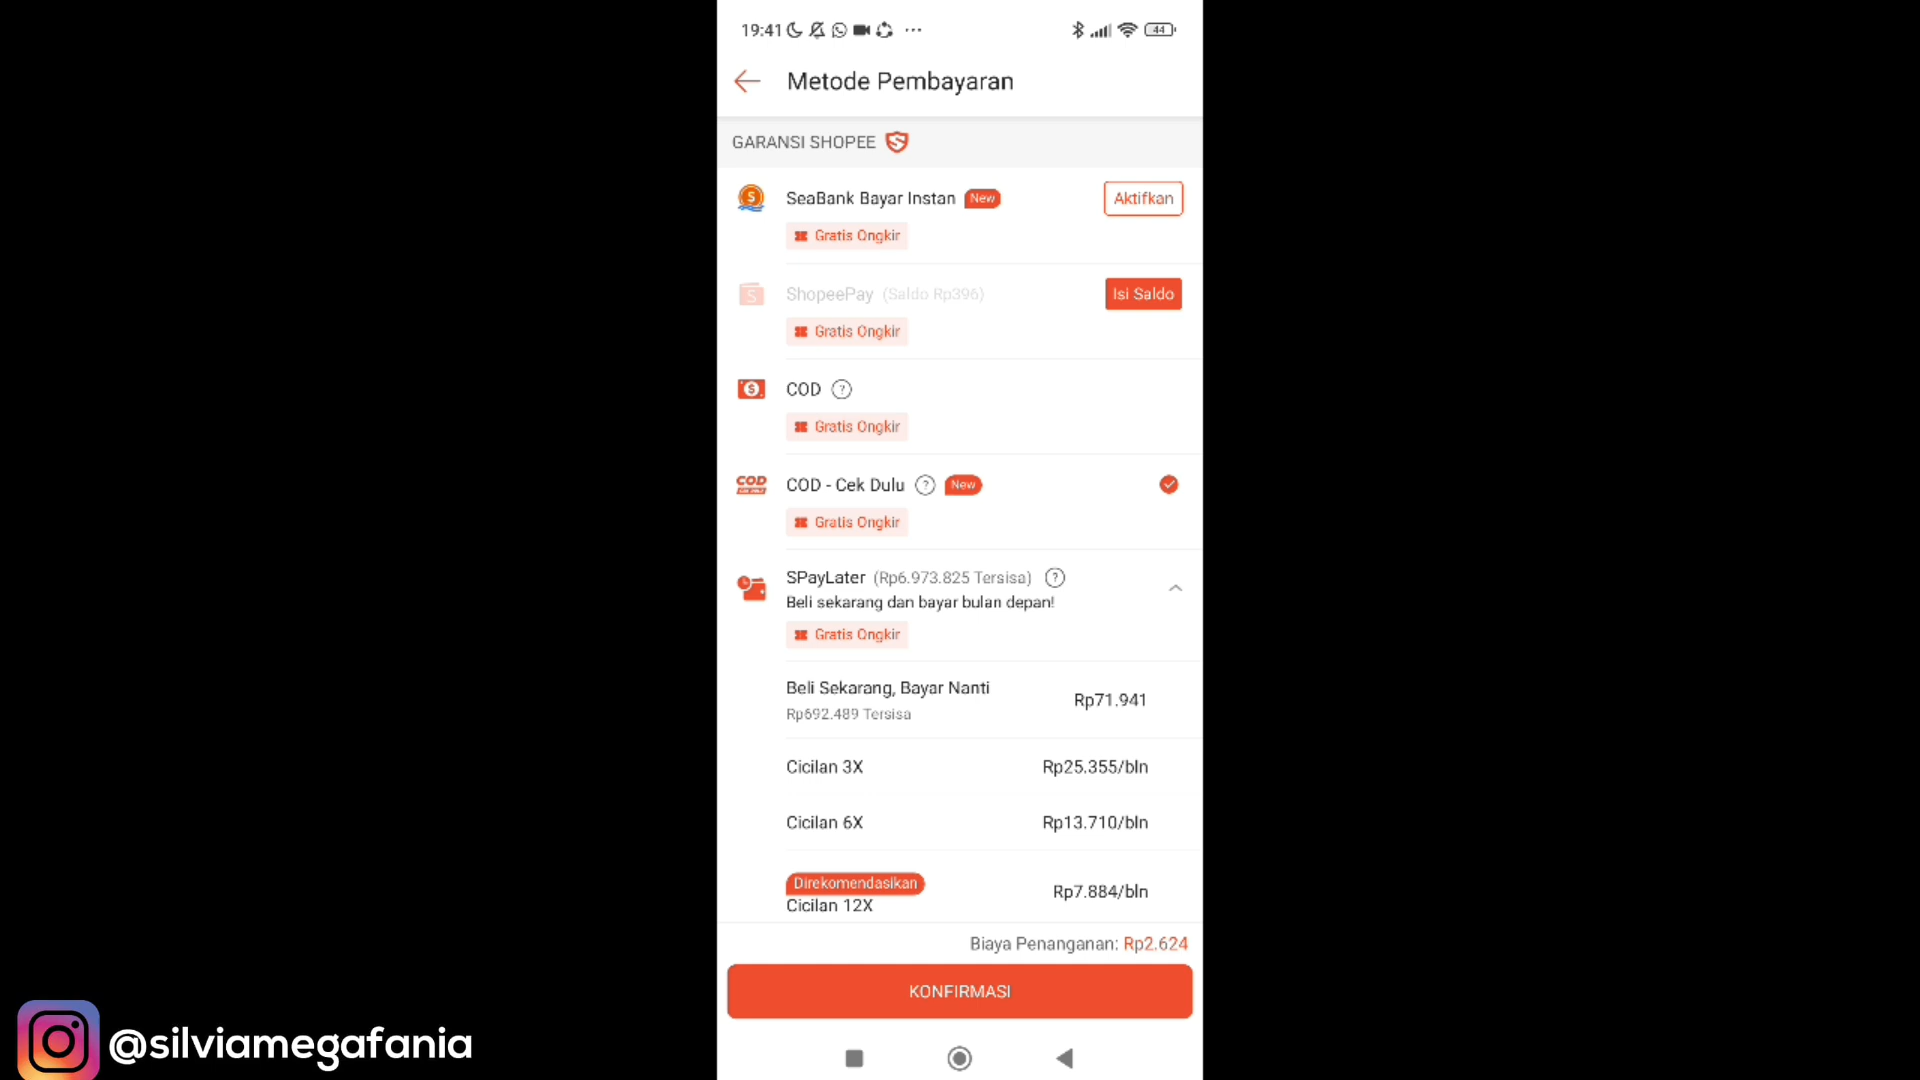 19:41
44
Metode Pembayaran
GARANSI SHOPEE
SeaBank Bayar Instan New
Aktifkan
Gratis Ongkir
ShopeePay (Saldo Rp396)
Isi Saldo
Gratis Ongkir
COD ?
Gratis Ongkir
COD
COD - Cek Dulu ? New
Gratis Ongkir
SPayLater (Rp6.973.825 Tersisa) ?
Beli sekarang dan bayar bulan depan!
Gratis Ongkir
Beli Sekarang, Bayar Nanti
Rp71.941
Rp692.489 Tersisa
Cicilan 3X Rp25.355/bln
Cicilan 6X Rp13.710/bln
Direkomendasikan
Cicilan 12X
Rp7.884/bln
Biaya Penanganan: Rp2.624
KONFIRMASI
@silviamegafania